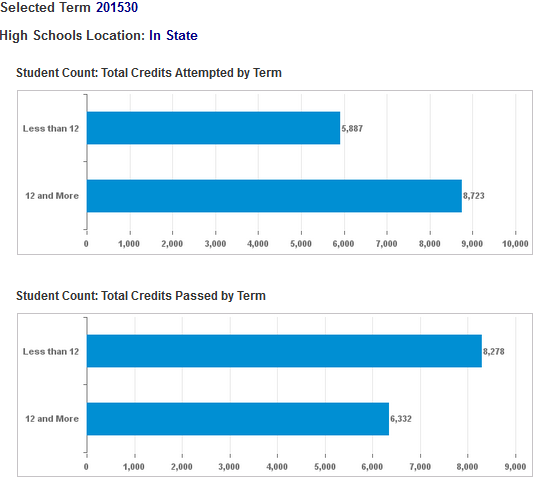 Selected Term 201530
High Schools Location: In State
Student Count: Total Credits Attempted by Term
Less than 12
5,887
12 and More
8,723
0 1,000 2,000 3,000 4,000 5,000 6,000 7,000 8,000 9,000 10,000
Student Count: Total Credits Passed by Term
Less than 12
8,278
12 and More
6,332
0 1,000 2,000 3,000 4,000 5,000 6,000 7,000 8,000 9,000